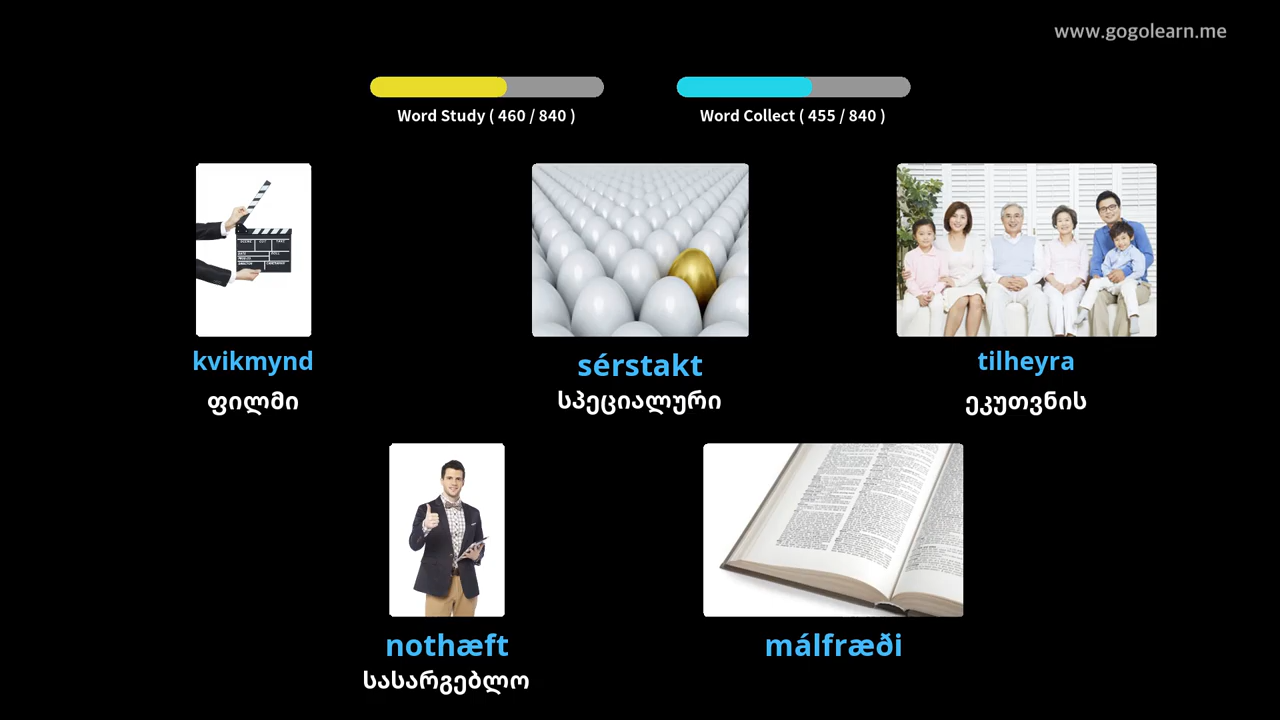 www.gogolearn.me
Word Study ( 460 / 840 )
Word Collect ( 455 / 840 )
kvikmynd
ფილმი
sérstakt
სპეციალური
tilheyra
ეკუთვნის
nothæft
სასარგებლო
málfræði